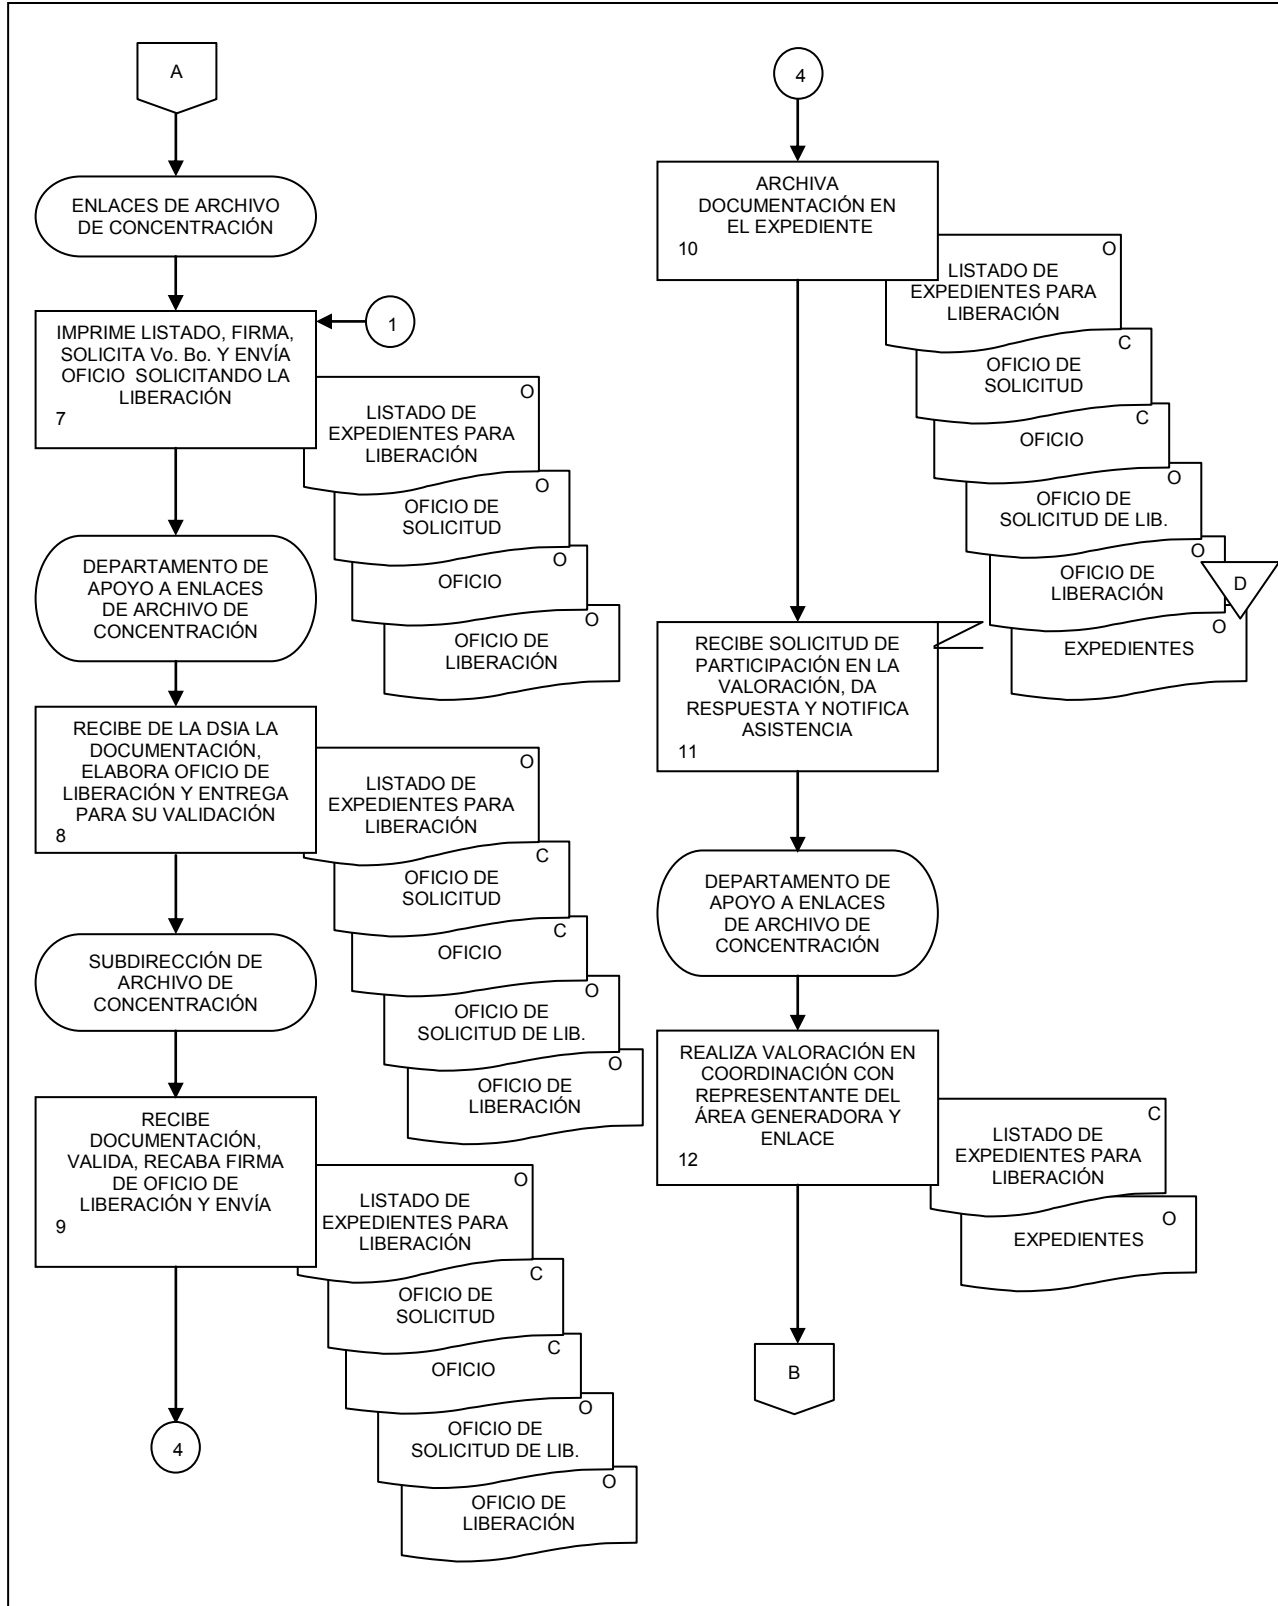 A
ENLACES DE ARCHIVO
DE CONCENTRACIÓN
1
IMPRIME LISTADO, FIRMA,
SOLICITA Vo. Bo. Y ENVÍA
OFICIO SOLICITANDO LA
LIBERACIÓN
7
O
LISTADO DE
EXPEDIENTES PARA
LIBERACIÓN
O
OFICIO DE
SOLICITUD
O
OFICIO
O
OFICIO DE
LIBERACIÓN
DEPARTAMENTO DE
APOYO A ENLACES
DE ARCHIVO DE
CONCENTRACIÓN
RECIBE DE LA DSIA LA
DOCUMENTACIÓN,
ELABORA OFICIO DE
LIBERACIÓN Y ENTREGA
PARA SU VALIDACIÓN
8
O
LISTADO DE
EXPEDIENTES PARA
LIBERACIÓN
C
OFICIO DE
SOLICITUD
C
OFICIO
O
OFICIO DE
SOLICITUD DE LIB.
O
OFICIO DE
LIBERACIÓN
SUBDIRECCIÓN DE
ARCHIVO DE
CONCENTRACIÓN
RECIBE
DOCUMENTACIÓN,
VALIDA, RECABA FIRMA
DE OFICIO DE
LIBERACIÓN Y ENVÍA
9
O
LISTADO DE
EXPEDIENTES PARA
LIBERACIÓN
C
OFICIO DE
SOLICITUD
C
OFICIO
O
OFICIO DE
SOLICITUD DE LIB.
O
OFICIO DE
LIBERACIÓN
4
4
ARCHIVA
DOCUMENTACIÓN EN
EL EXPEDIENTE
10
O
LISTADO DE
EXPEDIENTES PARA
LIBERACIÓN
C
OFICIO DE
SOLICITUD
C
OFICIO
O
OFICIO DE
SOLICITUD DE LIB.
O
OFICIO DE
LIBERACIÓN
D
O
EXPEDIENTES
RECIBE SOLICITUD DE
PARTICIPACIÓN EN LA
VALORACIÓN, DA
RESPUESTA Y NOTIFICA
ASISTENCIA
11
DEPARTAMENTO DE
APOYO A ENLACES
DE ARCHIVO DE
CONCENTRACIÓN
REALIZA VALORACIÓN EN
COORDINACIÓN CON
REPRESENTANTE DEL
ÁREA GENERADORA Y
ENLACE
12
C
LISTADO DE
EXPEDIENTES PARA
LIBERACIÓN
O
EXPEDIENTES
B